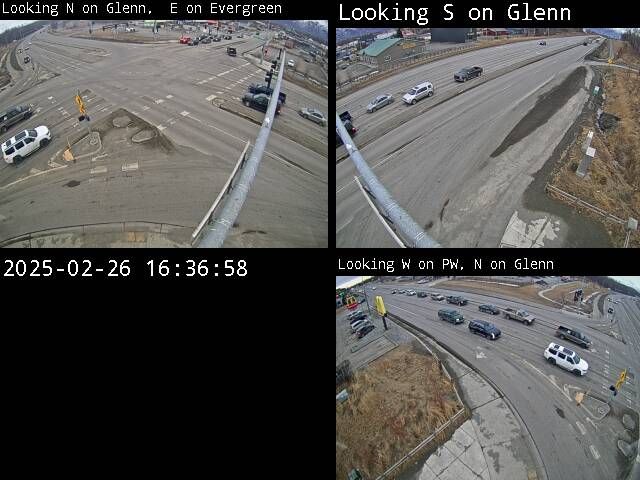 Looking N on Glenn,  E on Evergreen
Looking S on Glenn
2025-02-26 16:36:58
Looking W on PW, N on Glenn